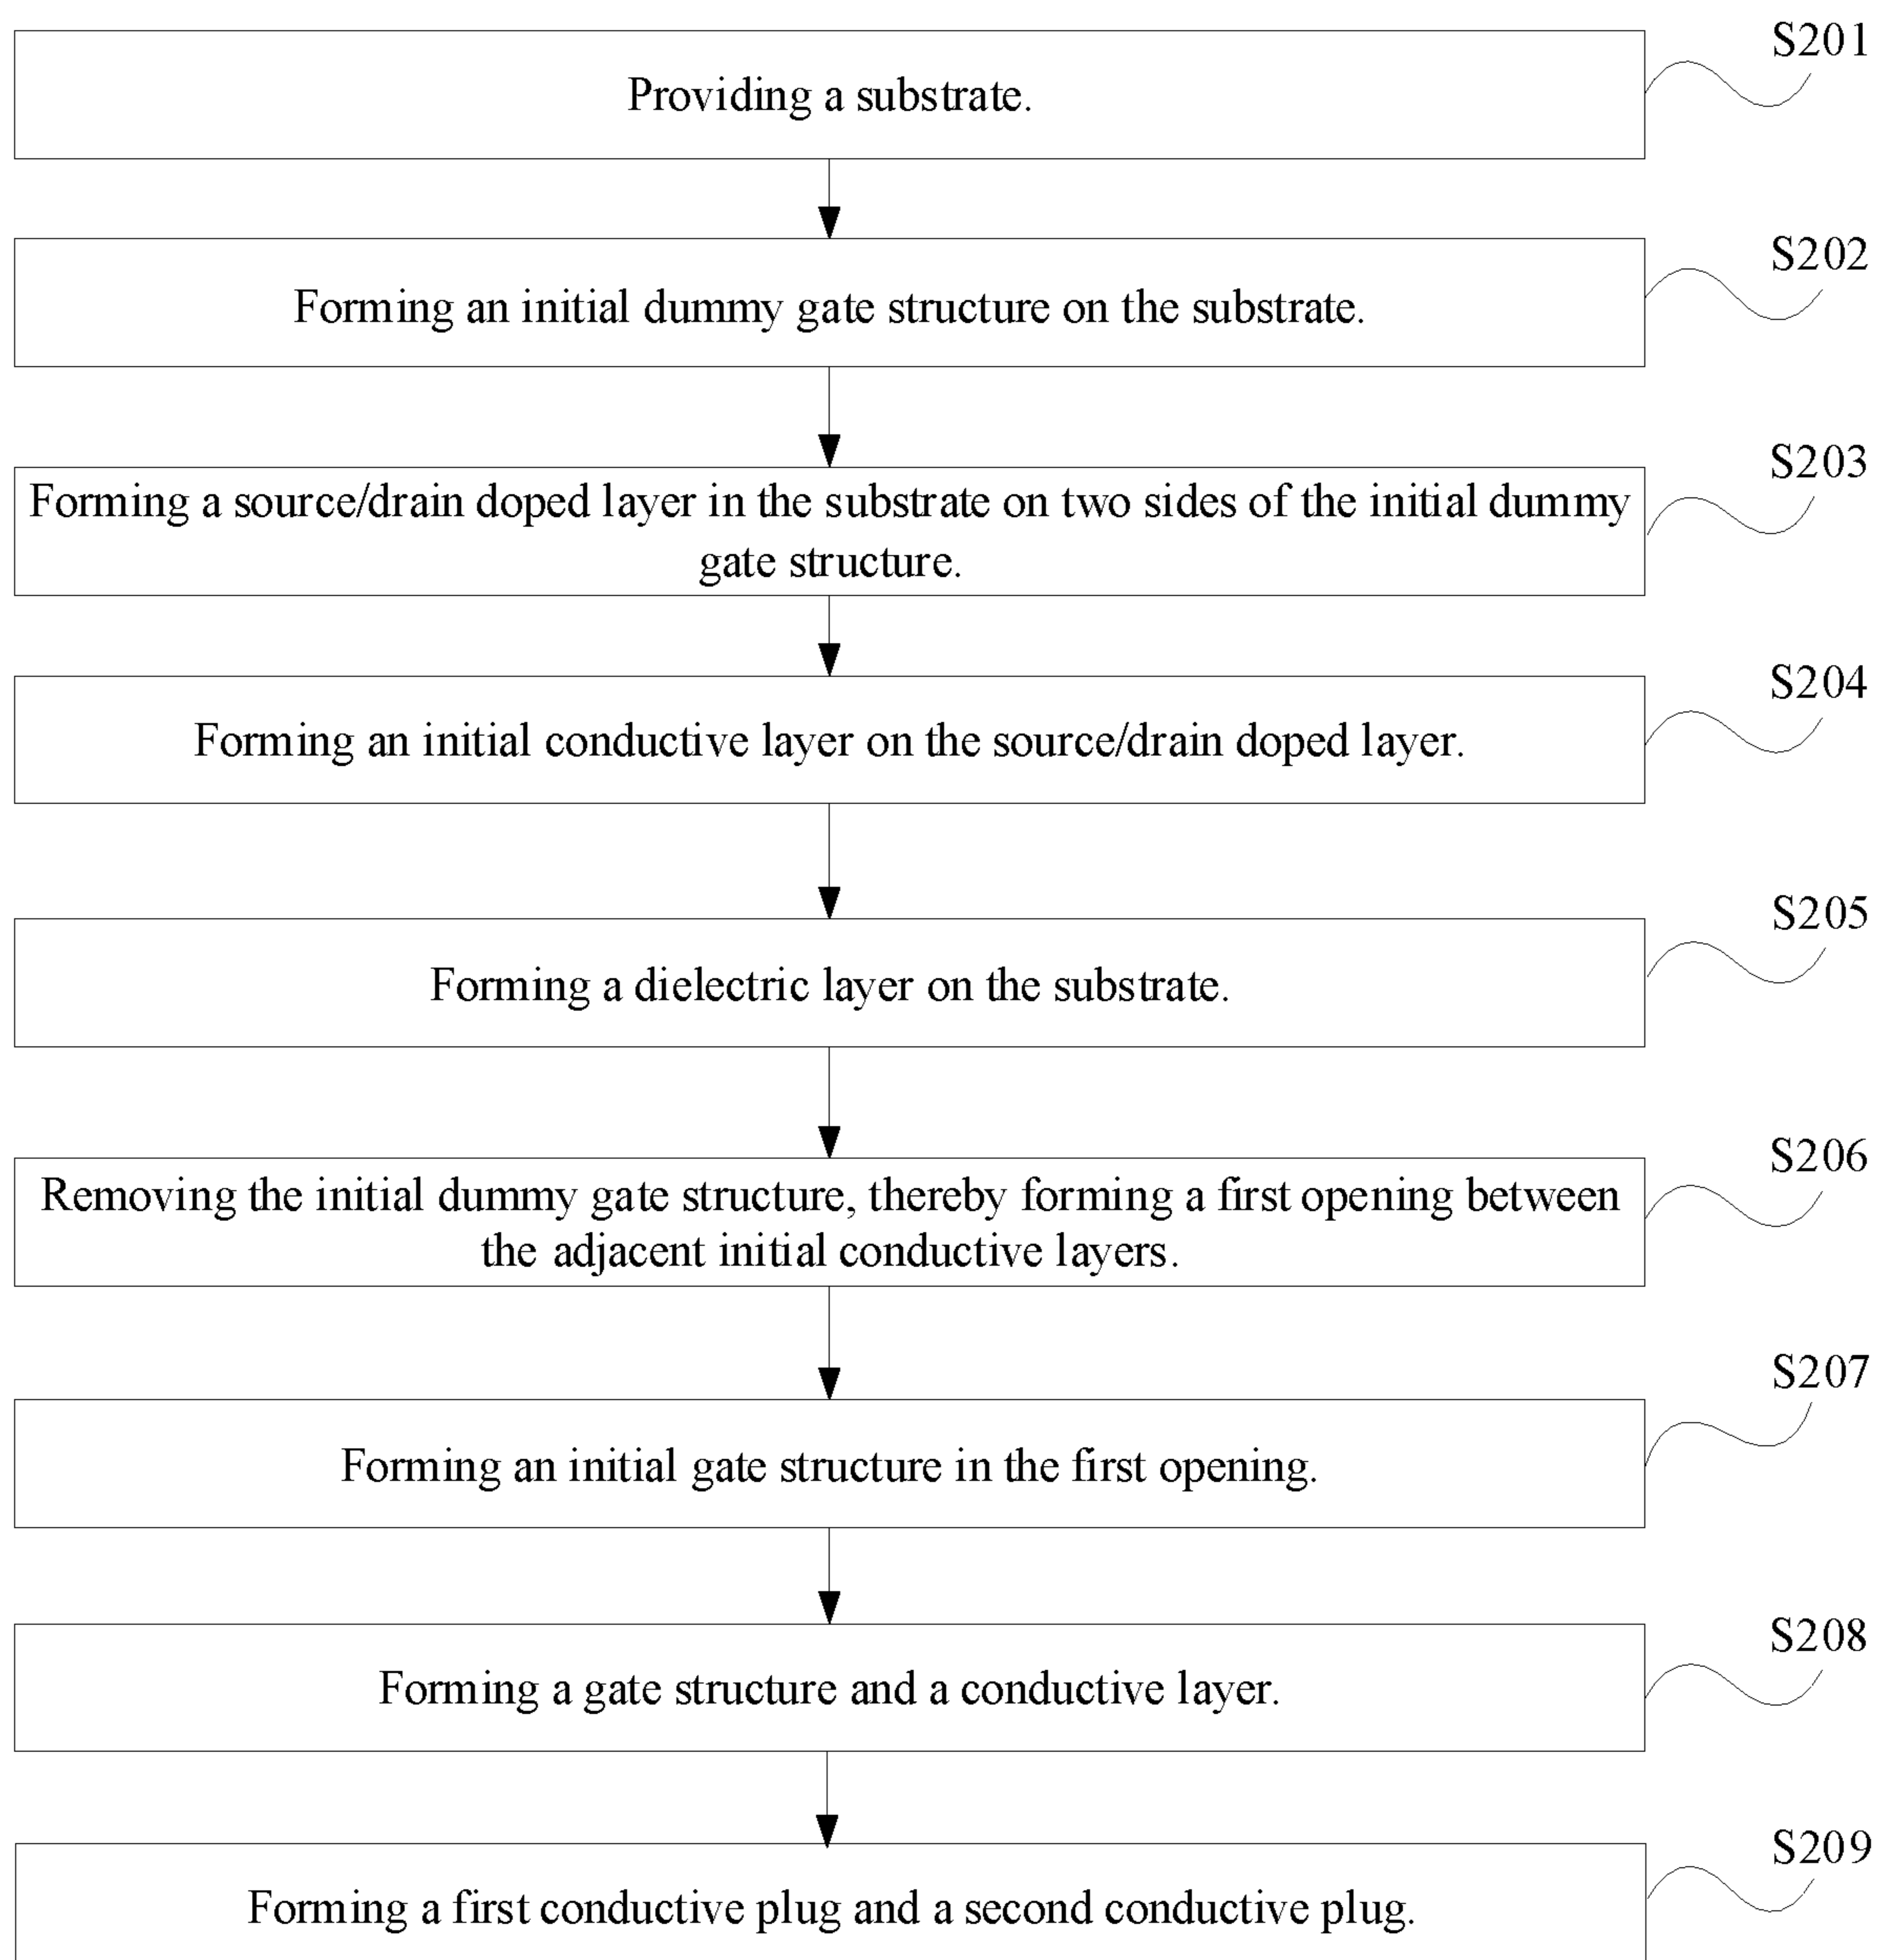 S201
Providing a substrate.
S202
Forming an initial dummy gate structure on the substrate.
S203
Forming a source/drain doped layer in the substrate on two sides of the initial dummy
gate structure.
S204
Forming an initial conductive layer on the source/drain doped layer.
S205
Forming a dielectric layer on the substrate.
S206
Removing the initial dummy gate structure, thereby forming a first opening between
the adjacent initial conductive layers.
S207
Forming an initial gate structure in the first opening.
S208
Forming a gate structure and a conductive layer.
S209
Forming a first conductive plug and a second conductive plug.